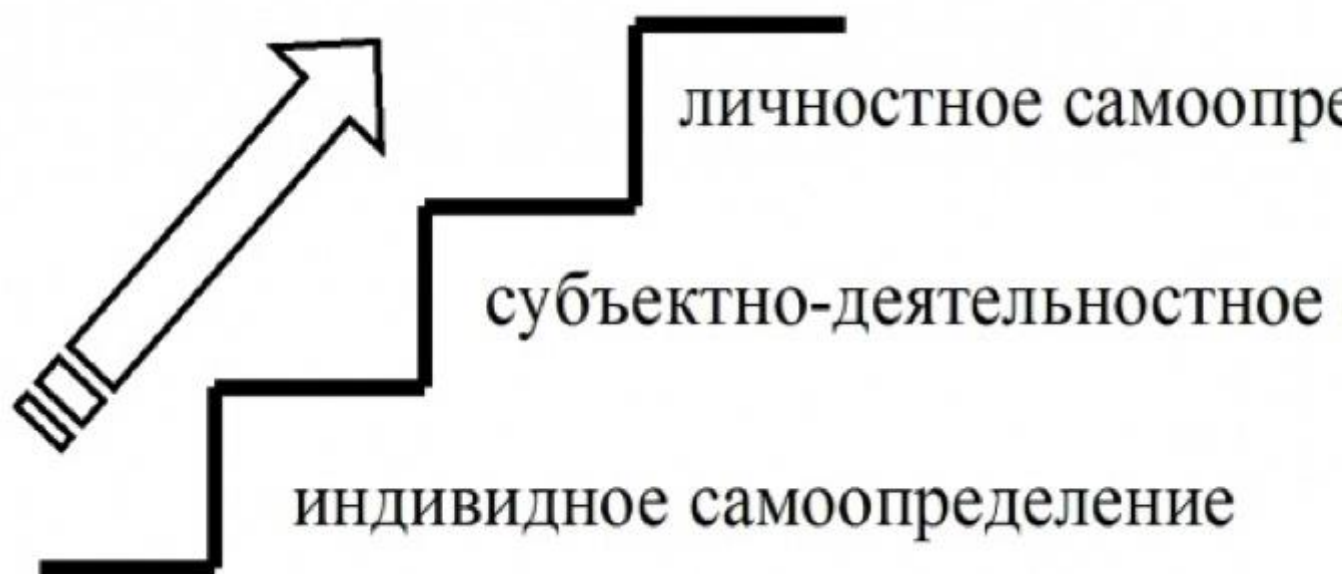 личностное самоопре
субъектно-деятельностное
индивидное самоопределение